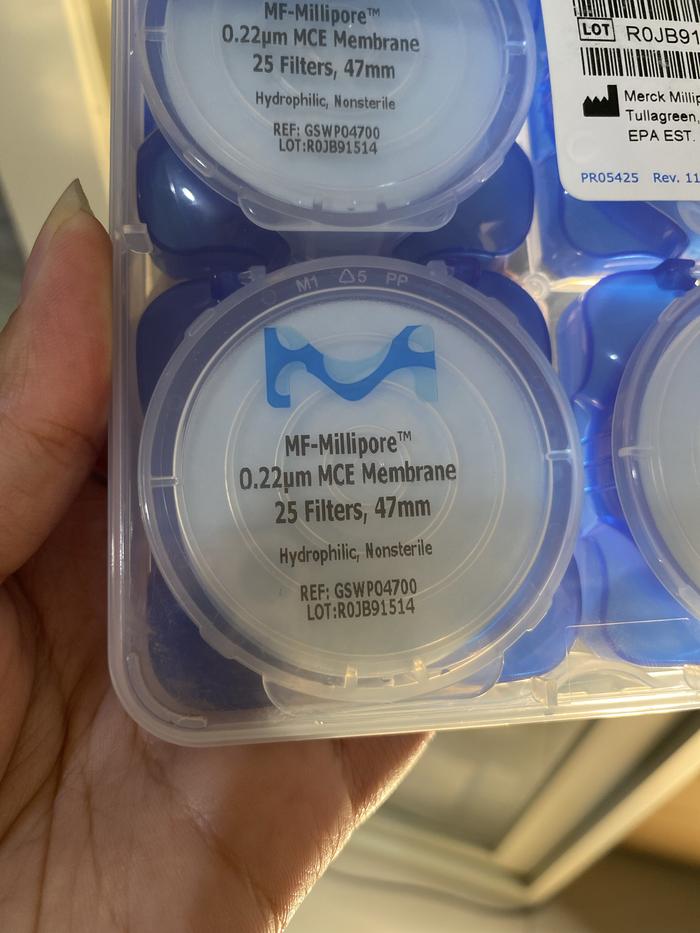 MF-Millipore™
0.22µm MCE Membrane
25 Filters, 47mm
Hydrophilic, Nonsterile
REF: GSWP04700
LOT:R0JB91514
LOT R0JB91
Merck Millip
Tullagreen,
EPA EST.
PR05425 Rev. 11
M1 5 PP
MF-Millipore™
0.22µm MCE Membrane
25 Filters, 47mm
Hydrophilic, Nonsterile
REF: GSWP04700
LOT:R0JB91514